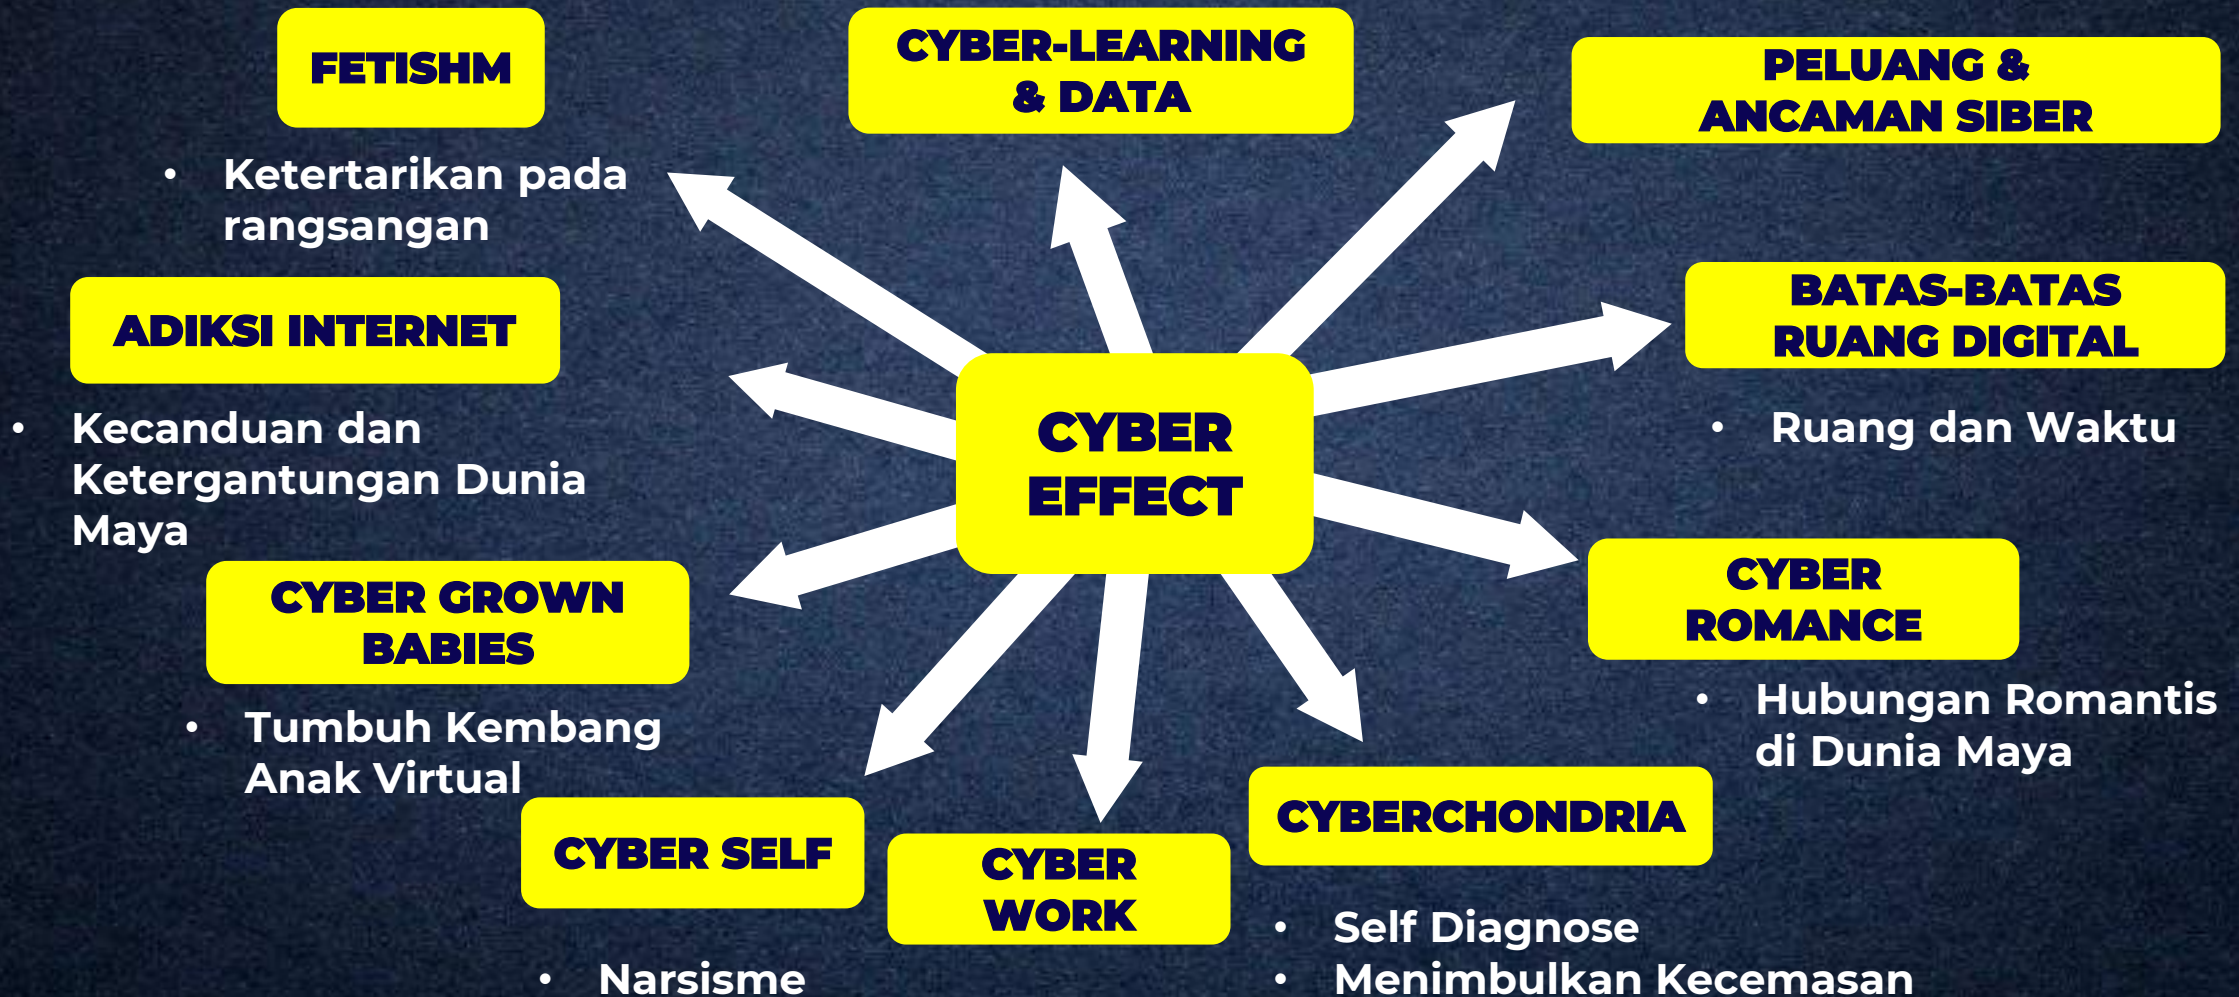 FETISHM
• Ketertarikan pada
rangsangan
CYBER-LEARNING
& DATA
PELUANG &
ANCAMAN SIBER
ADIKSI INTERNET
• Kecanduan dan
Ketergantungan Dunia
Maya
BATAS-BATAS
RUANG DIGITAL
• Ruang dan Waktu
CYBER
EFFECT
CYBER GROWN
BABIES
• Tumbuh Kembang
Anak Virtual
CYBER
ROMANCE
• Hubungan Romantis
di Dunia Maya
CYBER SELF
• Narsisme
CYBER
WORK
CYBERCHONDRIA
• Self Diagnose
• Menimbulkan Kecemasan